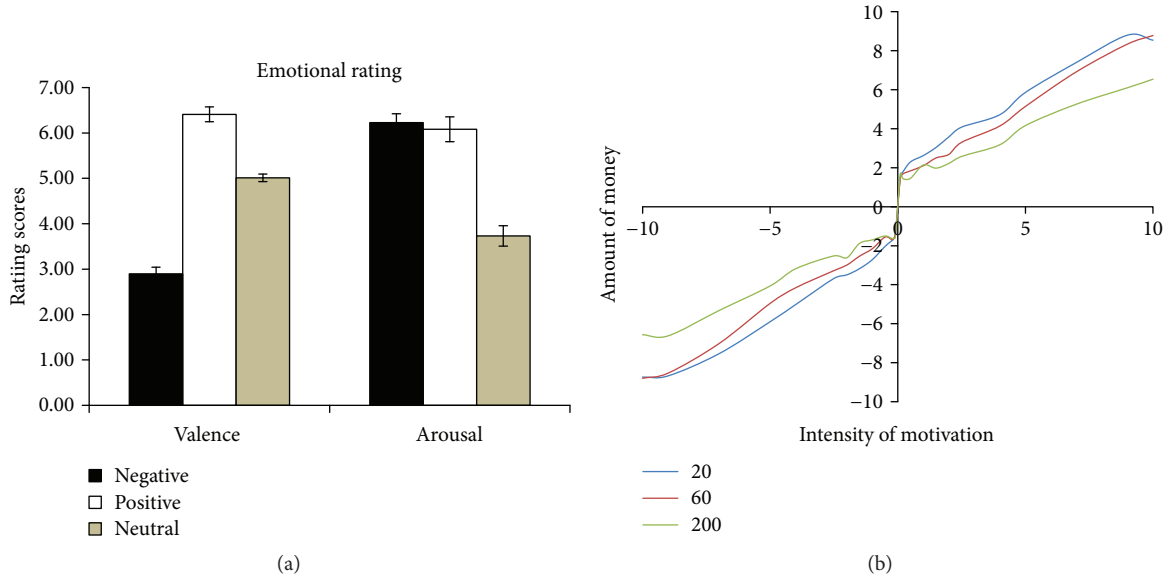 Emotional rating
Ratiing scores
7.00
6.00
5.00
4.00
3.00
2.00
1.00
0.00
Valence
Arousal
Negative
Positive
Neutral
(a)
Amount of money
10
8
6
4
2
0
−2
−4
−6
−8
−10
−10
−5
0
5
10
Intensity of motivation
20
60
200
(b)